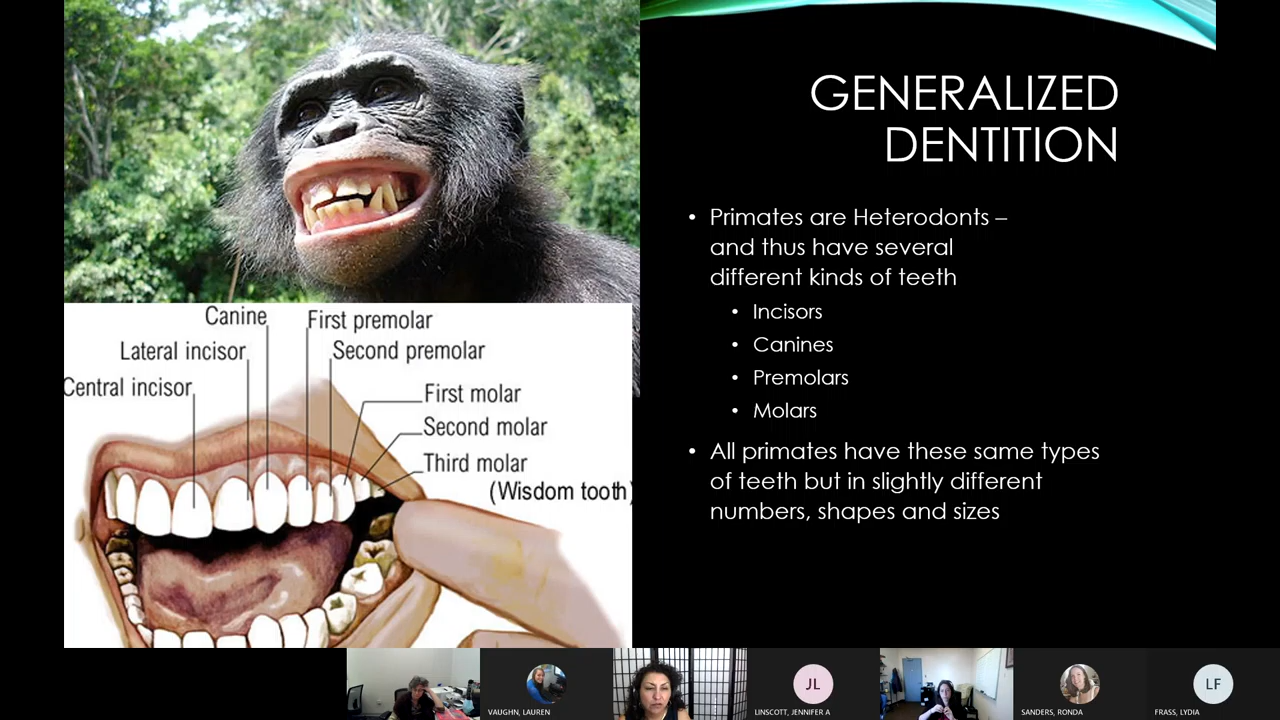 GENERALIZED
DENTITION
• Primates are Heterodonts –
and thus have several
different kinds of teeth
• Incisors
• Canines
• Premolars
• Molars
• All primates have these same types
of teeth but in slightly different
numbers, shapes and sizes
Canine
First premolar
Lateral incisor
Second premolar
Central incisor
First molar
Second molar
Third molar
(Wisdom tooth)
VAUGHN, LAUREN
JL
LINSCOTT, JENNIFER A
SANDERS, RONDA
LF
FRASS, LYDIA